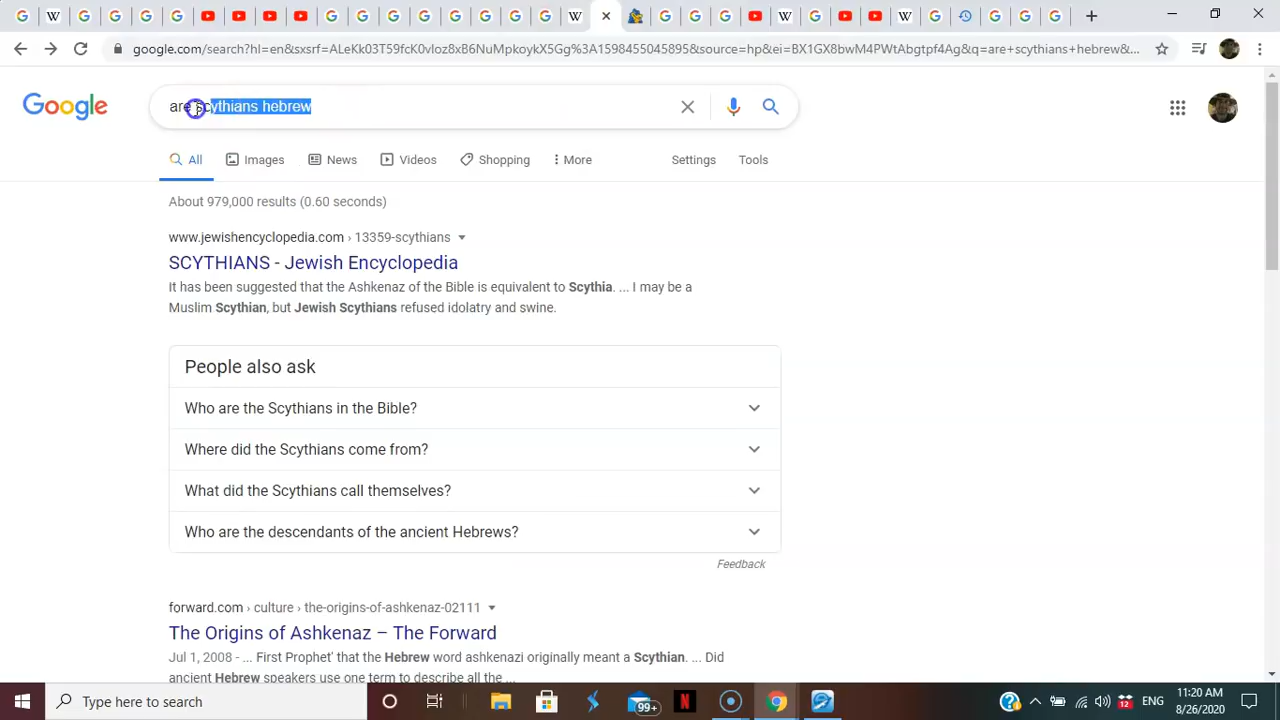 google.com/search?hl=en&sxsrf=ALeKk03T59fcK0vIoz8xB6NuMpkoykX5Gg%3A1598455045895&source=hp&ei=BX1GX8bwM4PWtAbgtpf4Ag&q=are+scythians+hebrew&...
Google
are scythians hebrew
All
Images
News
Videos
Shopping
More
Settings
Tools
About 979,000 results (0.60 seconds)
www.jewishencyclopedia.com › 13359-scythians
SCYTHIANS - Jewish Encyclopedia
It has been suggested that the Ashkenaz of the Bible is equivalent to Scythia. ... I may be a
Muslim Scythian, but Jewish Scythians refused idolatry and swine.
People also ask
Who are the Scythians in the Bible?
Where did the Scythians come from?
What did the Scythians call themselves?
Who are the descendants of the ancient Hebrews?
Feedback
forward.com › culture › the-origins-of-ashkenaz-02111
The Origins of Ashkenaz – The Forward
Jul 1, 2008 - ... First Prophet' that the Hebrew word ashkenazi originally meant a Scythian. ... Did
ancient Hebrew speakers use one term to describe all the ...
Type here to search
99+
12
ENG
11:20 AM
8/26/2020